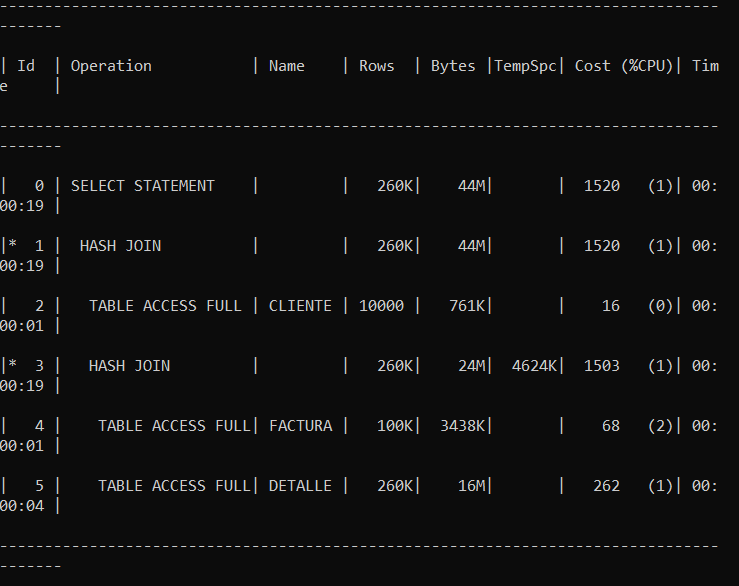 --------------------------------------------------------------------------------
-------
| Id  | Operation           | Name    | Rows  | Bytes |TempSpc| Cost (%CPU)| Tim
e     |
--------------------------------------------------------------------------------
-------
|   0 | SELECT STATEMENT    |         |   260K|    44M|       |  1520   (1)| 00:
00:19 |
|*  1 |  HASH JOIN          |         |   260K|    44M|       |  1520   (1)| 00:
00:19 |
|   2 |   TABLE ACCESS FULL | CLIENTE | 10000 |   761K|       |    16   (0)| 00:
00:01 |
|*  3 |   HASH JOIN         |         |   260K|    24M|  4624K|  1503   (1)| 00:
00:19 |
|   4 |    TABLE ACCESS FULL| FACTURA |   100K|  3438K|       |    68   (2)| 00:
00:01 |
|   5 |    TABLE ACCESS FULL| DETALLE |   260K|    16M|       |   262   (1)| 00:
00:04 |
--------------------------------------------------------------------------------
-------